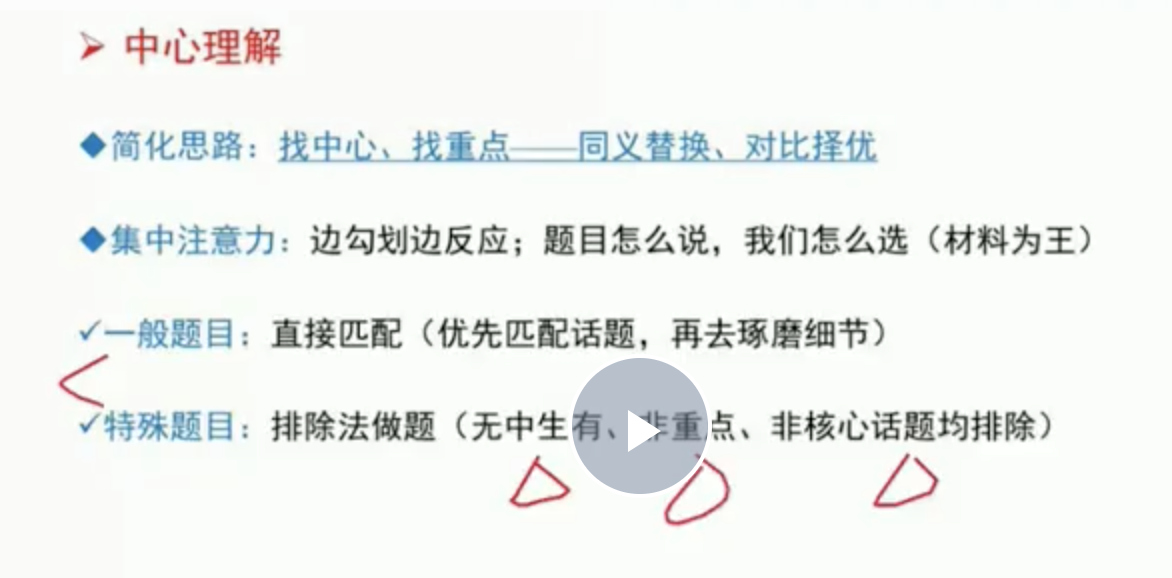 中心理解
简化思路：找中心、找重点——同义替换、对比择优
集中注意力：边勾划边反应；题目怎么说，我们怎么选（材料为王）
一般题目：直接匹配（优先匹配话题，再去琢磨细节）
特殊题目：排除法做题（无中生有、非重点、非核心话题均排除）